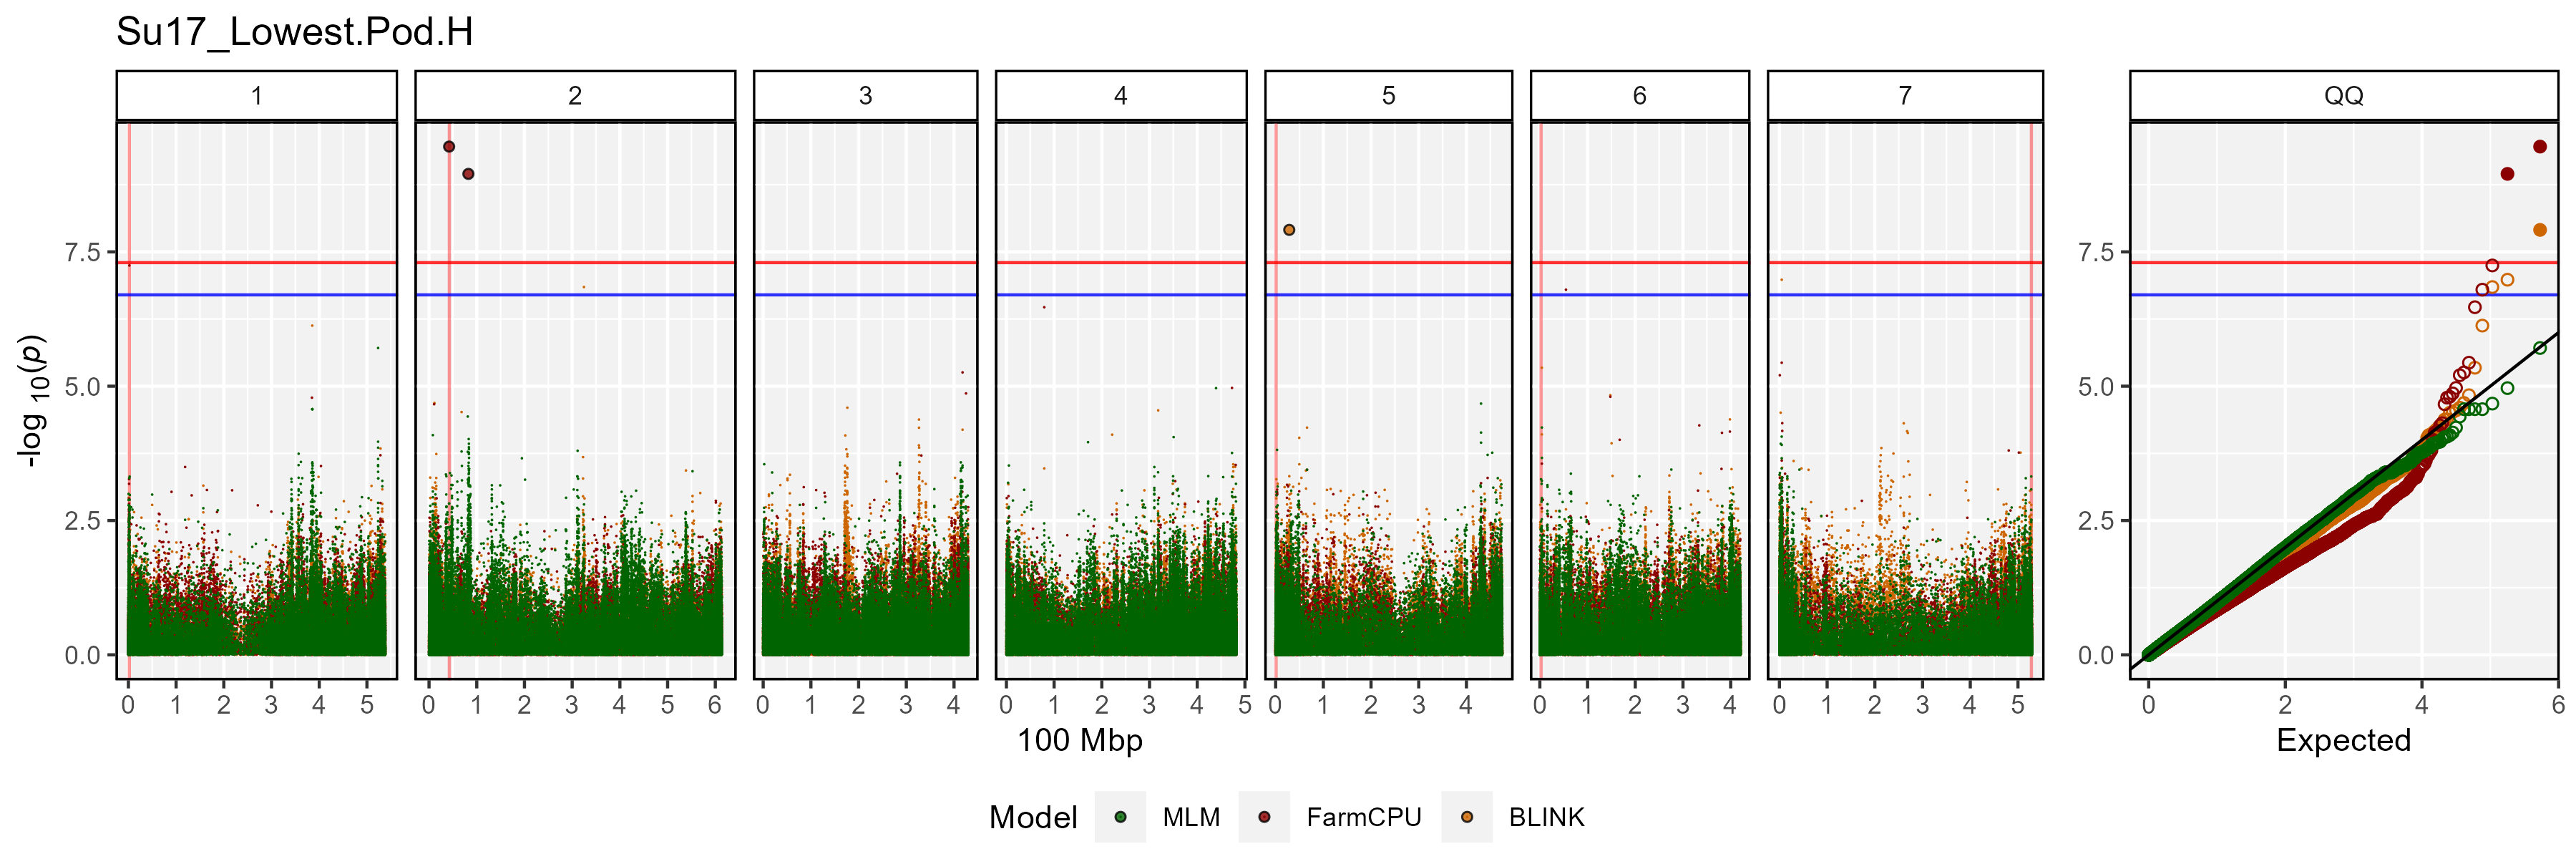 Su17_Lowest.Pod.H
1 2 3 4 5 6 7 QQ
7.5 7.5
5.0 5.0
2.5 2.5
0.0 0.0
-log 10(p)
0 1 2 3 4 5 0 1 2 3 4 5 6 0 1 2 3 4 0 1 2 3 4 5 0 1 2 3 4 0 1 2 3 4 0 1 2 3 4 5 0 2 4 6
100 Mbp Expected
Model MLM FarmCPU BLINK